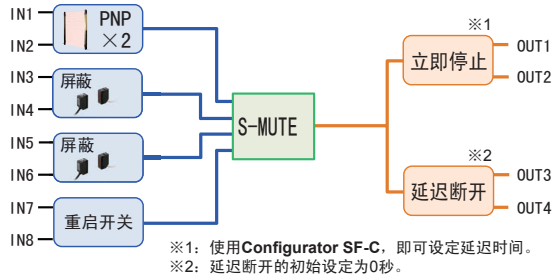 IN1
IN2
PNP
×2
IN3
IN4
屏蔽
IN5
IN6
屏蔽
IN7
IN8
重启开关
S-MUTE
※1
立即停止
OUT1
OUT2
※2
延迟断开
OUT3
OUT4
※1：使用Configurator SF-C，即可设定延迟时间。
※2：延迟断开的初始设定为0秒。